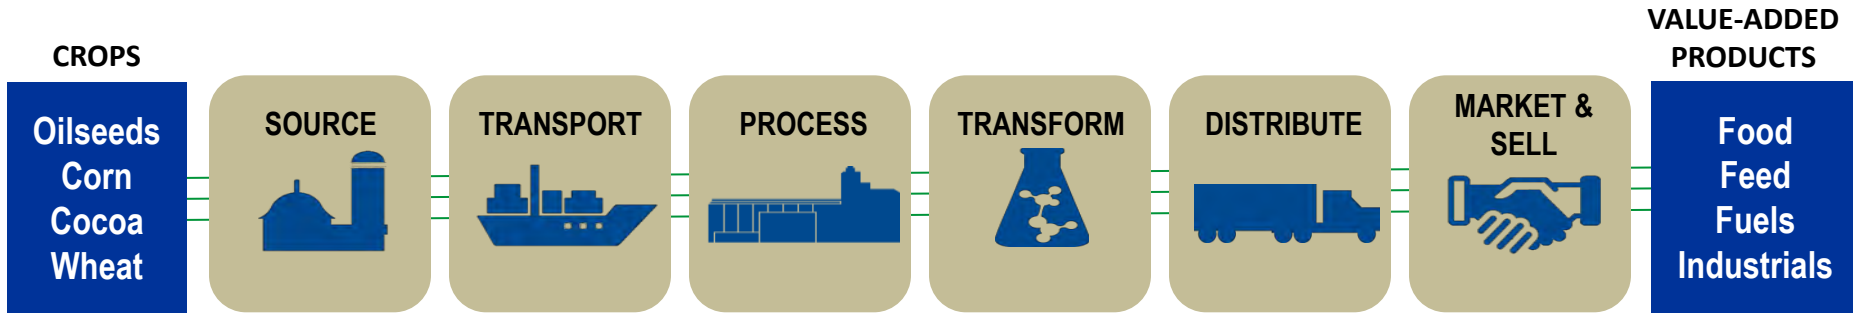 CROPS
Oilseeds
Corn
Cocoa
Wheat
SOURCE
TRANSPORT
PROCESS
TRANSFORM
DISTRIBUTE
MARKET &
SELL
VALUE-ADDED
PRODUCTS
Food
Feed
Fuels
Industrials